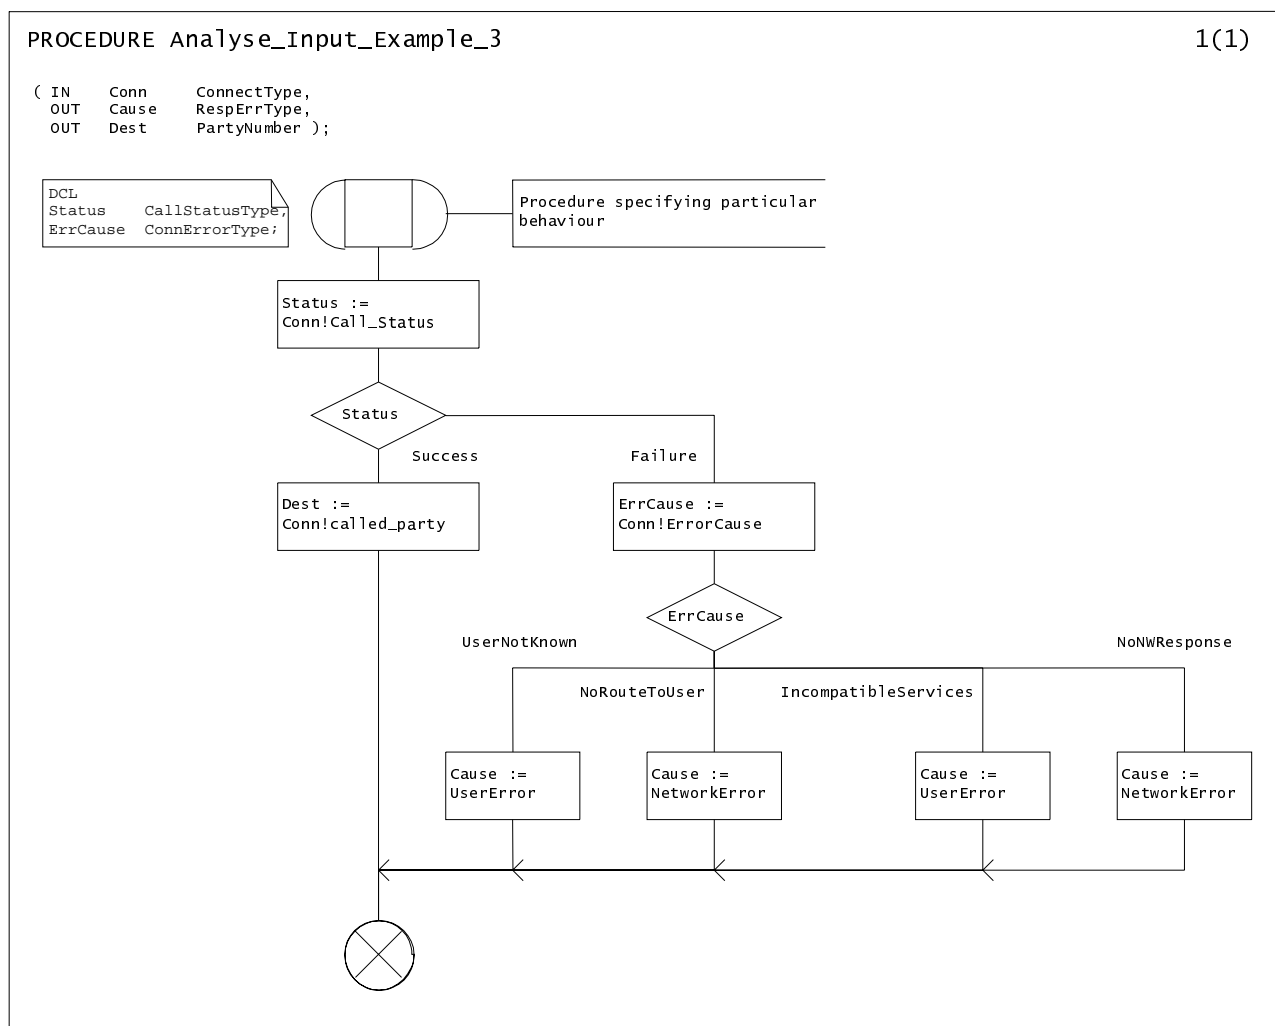 PROCEDURE Analyse_Input_Example_3
1(1)
( IN Conn ConnectType,
OUT Cause RespErrType,
OUT Dest PartyNumber );
DCL
Status CallStatusType,
ErrCause ConnErrorType;
Procedure specifying particular
behaviour
Status :=
Conn!Call_Status
Status
Success
Failure
Dest :=
Conn!called_party
ErrCause :=
Conn!ErrorCause
ErrCause
UserNotKnown
NoNWResponse
NoRouteToUser
IncompatibleServices
Cause :=
UserError
Cause :=
NetworkError
Cause :=
UserError
Cause :=
NetworkError